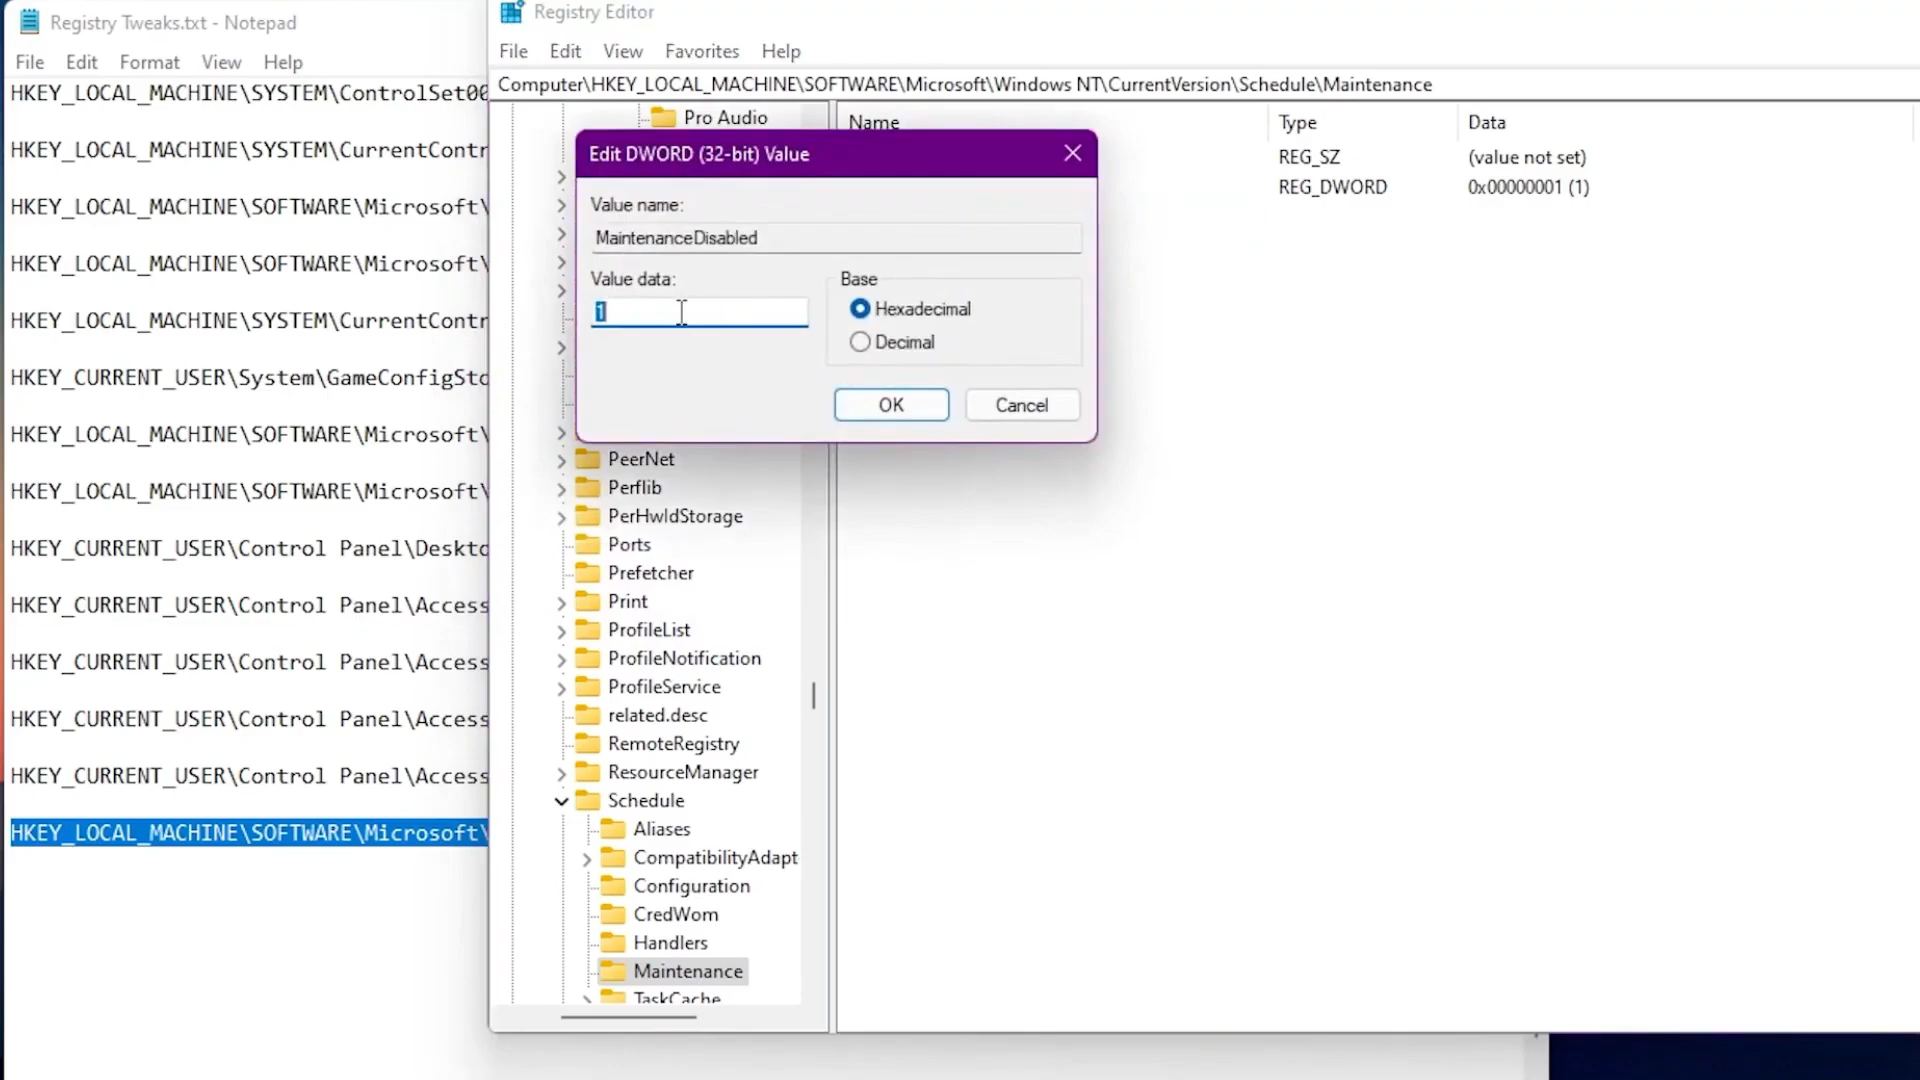 Registry Tweaks.txt - Notepad
File Edit Format View Help
HKEY_LOCAL_MACHINE\SYSTEM\ControlSet00
HKEY_LOCAL_MACHINE\SYSTEM\CurrentContr
HKEY_LOCAL_MACHINE\SOFTWARE\Microsoft\
HKEY_LOCAL_MACHINE\SOFTWARE\Microsoft\
HKEY_LOCAL_MACHINE\SYSTEM\CurrentContr
HKEY_CURRENT_USER\System\GameConfigSto
HKEY_LOCAL_MACHINE\SOFTWARE\Microsoft\
HKEY_LOCAL_MACHINE\SOFTWARE\Microsoft\
HKEY_CURRENT_USER\Control Panel\Deskto
HKEY_CURRENT_USER\Control Panel\Access
HKEY_CURRENT_USER\Control Panel\Access
HKEY_CURRENT_USER\Control Panel\Access
HKEY_CURRENT_USER\Control Panel\Access
HKEY_LOCAL_MACHINE\SOFTWARE\Microsoft\
Registry Editor
File Edit View Favorites Help
Computer\HKEY_LOCAL_MACHINE\SOFTWARE\Microsoft\Windows NT\CurrentVersion\Schedule\Maintenance
Pro Audio
PeerNet
Perflib
PerHwIdStorage
Ports
Prefetcher
Print
ProfileList
ProfileNotification
ProfileService
related.desc
RemoteRegistry
ResourceManager
Schedule
Aliases
CompatibilityAdapt
Configuration
CredWom
Handlers
Maintenance
TaskCache
Name Type Data
REG_SZ (value not set)
REG_DWORD 0x00000001 (1)
Edit DWORD (32-bit) Value
Value name:
MaintenanceDisabled
Value data:
1
Base
Hexadecimal
Decimal
OK Cancel